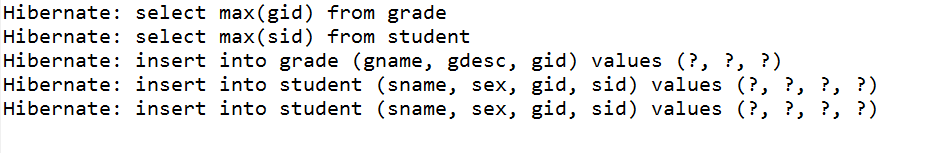 Hibernate: select max(gid) from grade
Hibernate: select max(sid) from student
Hibernate: insert into grade (gname, gdesc, gid) values (?, ?, ?)
Hibernate: insert into student (sname, sex, gid, sid) values (?, ?, ?, ?)
Hibernate: insert into student (sname, sex, gid, sid) values (?, ?, ?, ?)